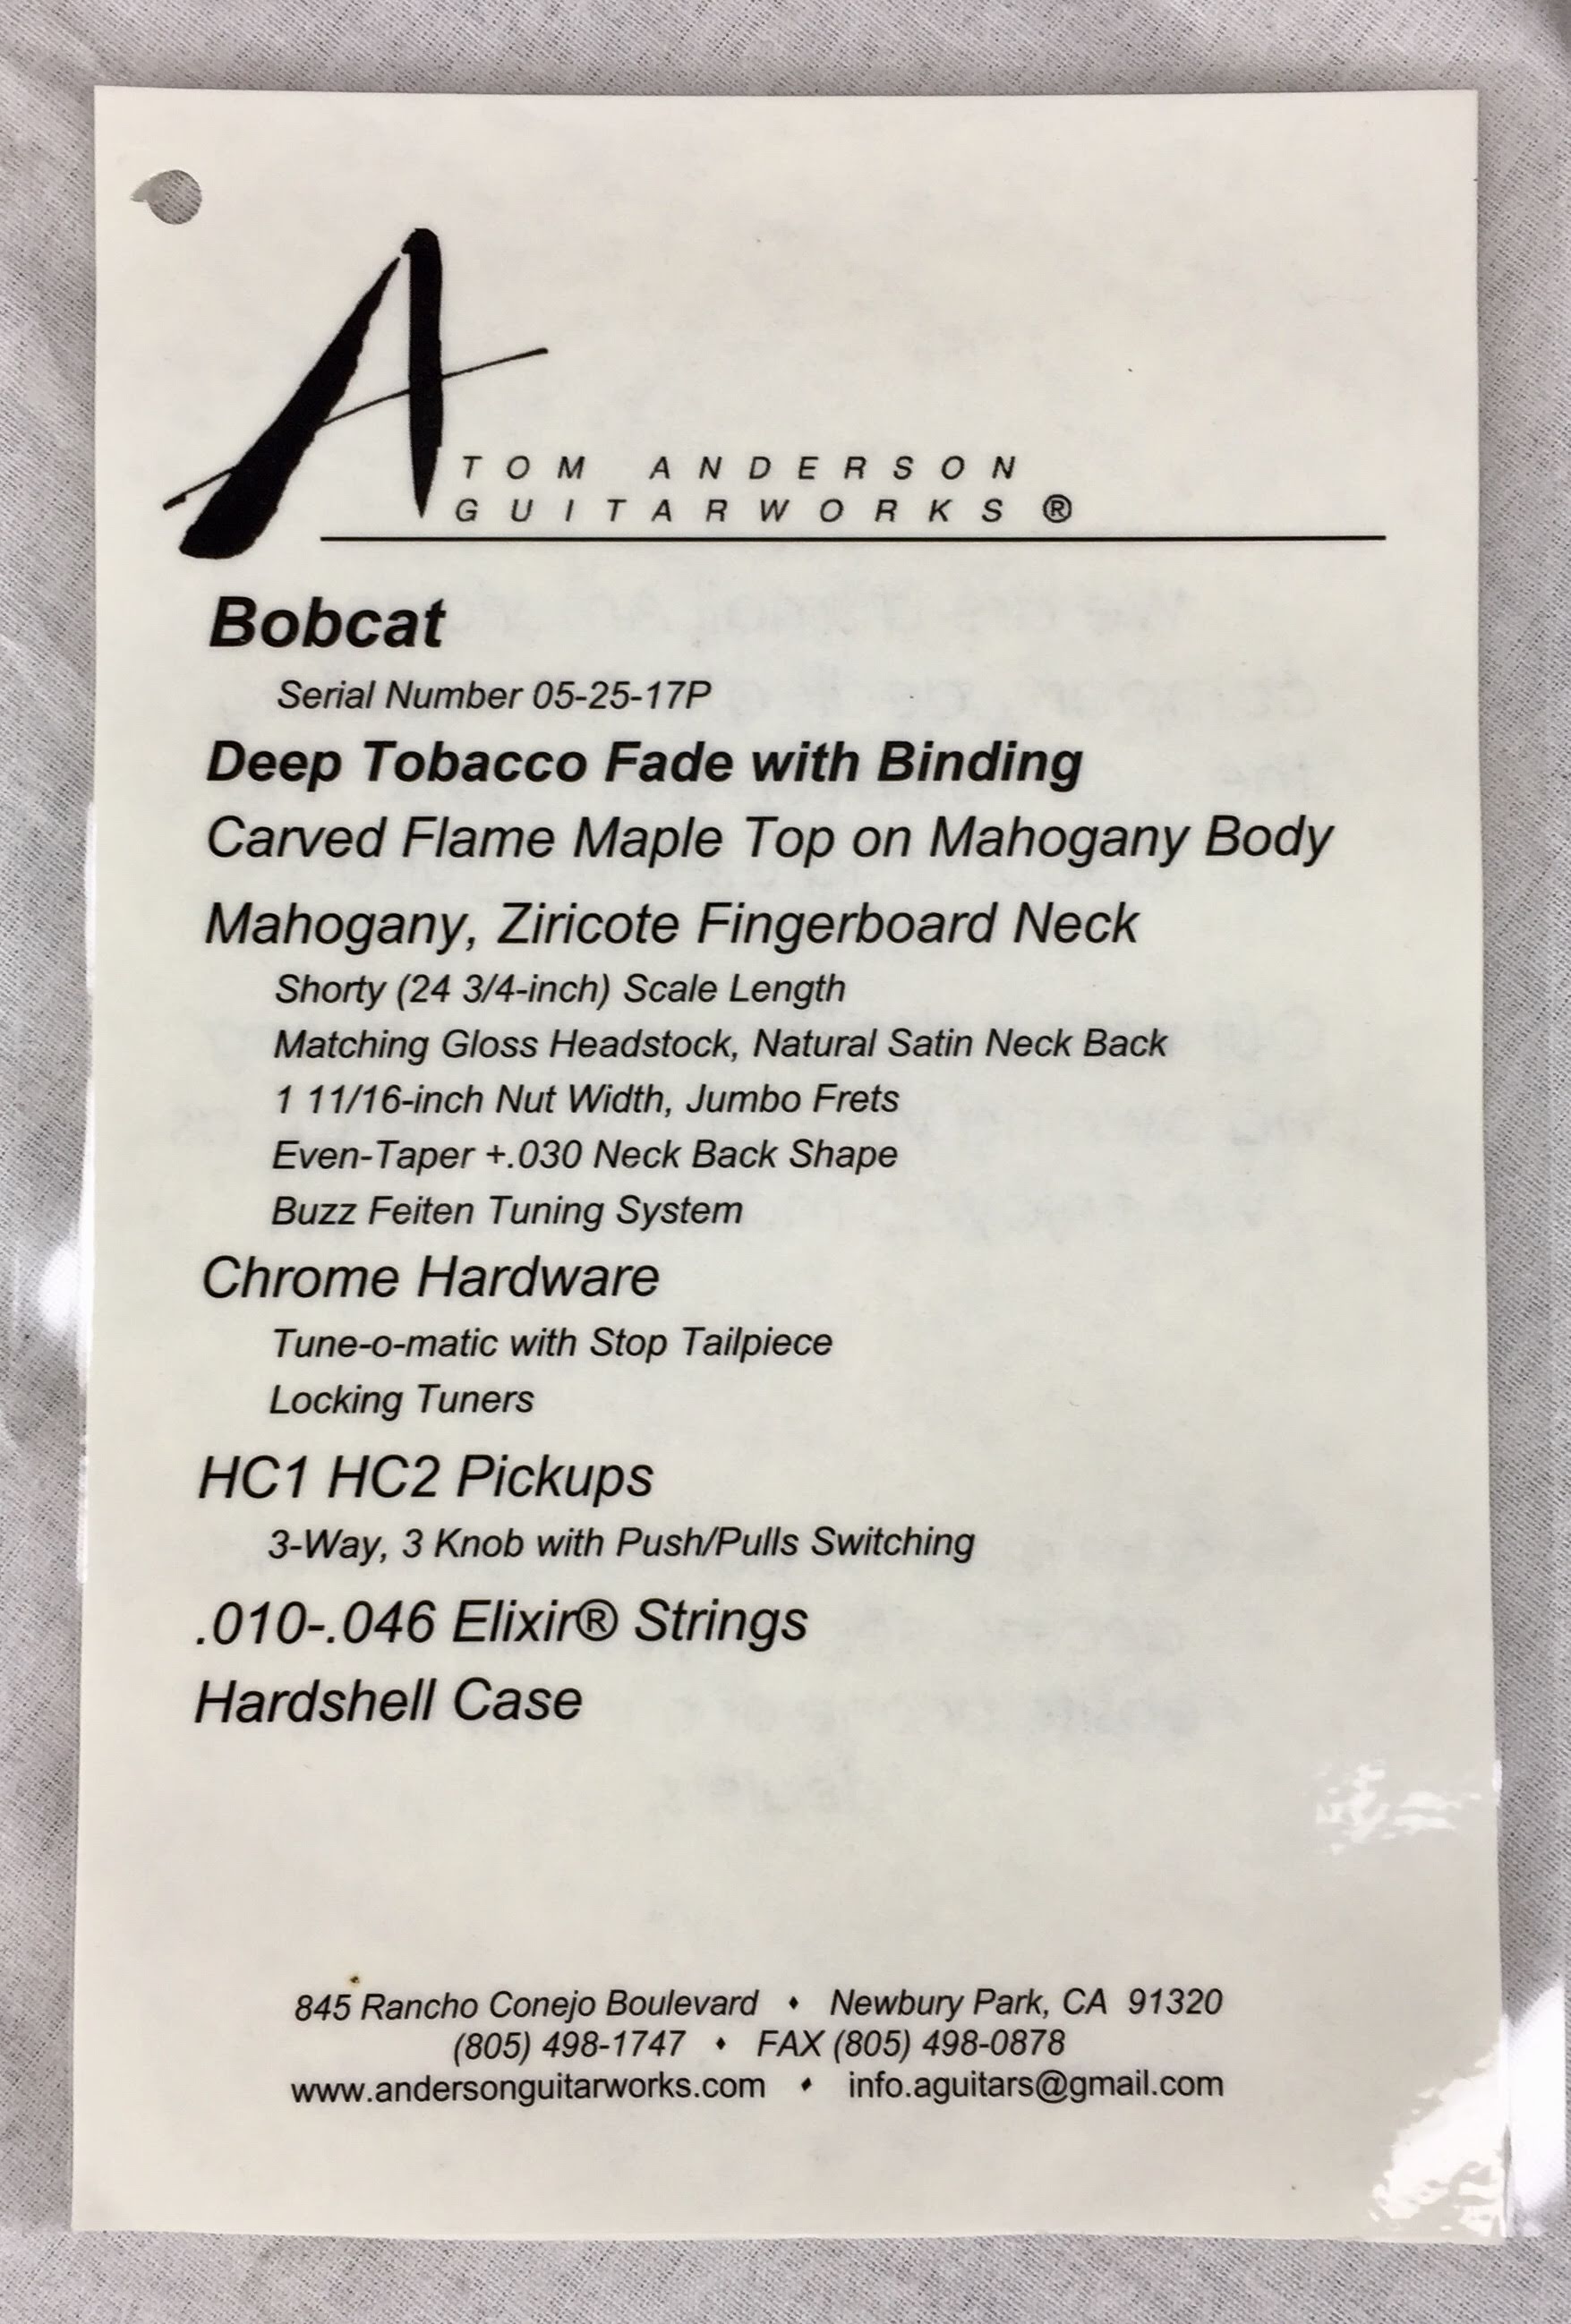 TOM ANDERSON
GUITARWORKS ®
Bobcat
Serial Number 05-25-17P
Deep Tobacco Fade with Binding
Carved Flame Maple Top on Mahogany Body
Mahogany, Ziricote Fingerboard Neck
Shorty (24 3/4-inch) Scale Length
Matching Gloss Headstock, Natural Satin Neck Back
1 11/16-inch Nut Width, Jumbo Frets
Even-Taper +.030 Neck Back Shape
Buzz Feiten Tuning System
Chrome Hardware
Tune-o-matic with Stop Tailpiece
Locking Tuners
HC1 HC2 Pickups
3-Way, 3 Knob with Push/Pulls Switching
.010-.046 Elixir® Strings
Hardshell Case
845 Rancho Conejo Boulevard ⬩ Newbury Park, CA 91320
(805) 498-1747 ⬩ FAX (805) 498-0878
www.andersonguitarworks.com ⬩ info.aguitars@gmail.com